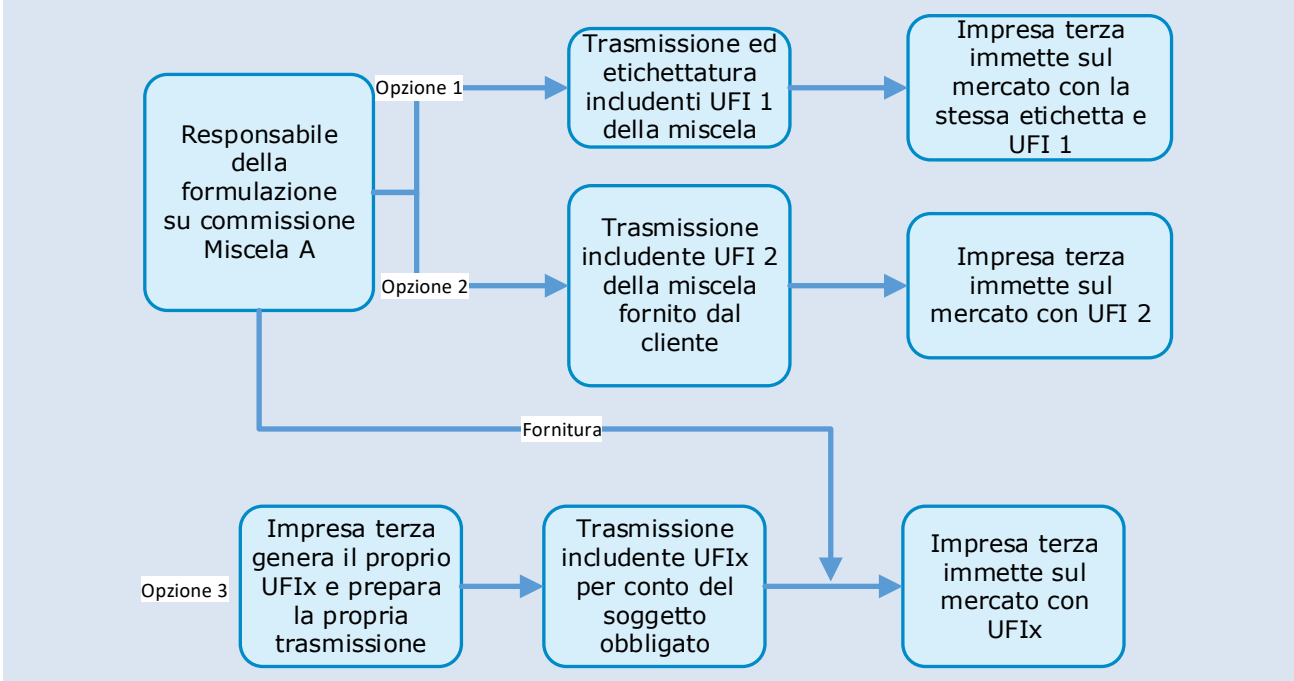 Responsabile
della
formulazione
su commissione
Miscela A
Opzione 1
Trasmissione ed
etichettatura
includenti UFI 1
della miscela
Impresa terza
immette sul
mercato con la
stessa etichetta e
UFI 1
Opzione 2
Trasmissione
includente UFI 2
della miscela
fornito dal
cliente
Impresa terza
immette sul
mercato con UFI 2
Fornitura
Opzione 3
Impresa terza
genera il proprio
UFIx e prepara
la propria
trasmissione
Trasmissione
includente UFIx
per conto del
soggetto
obbligato
Impresa terza
immette sul
mercato con
UFIx